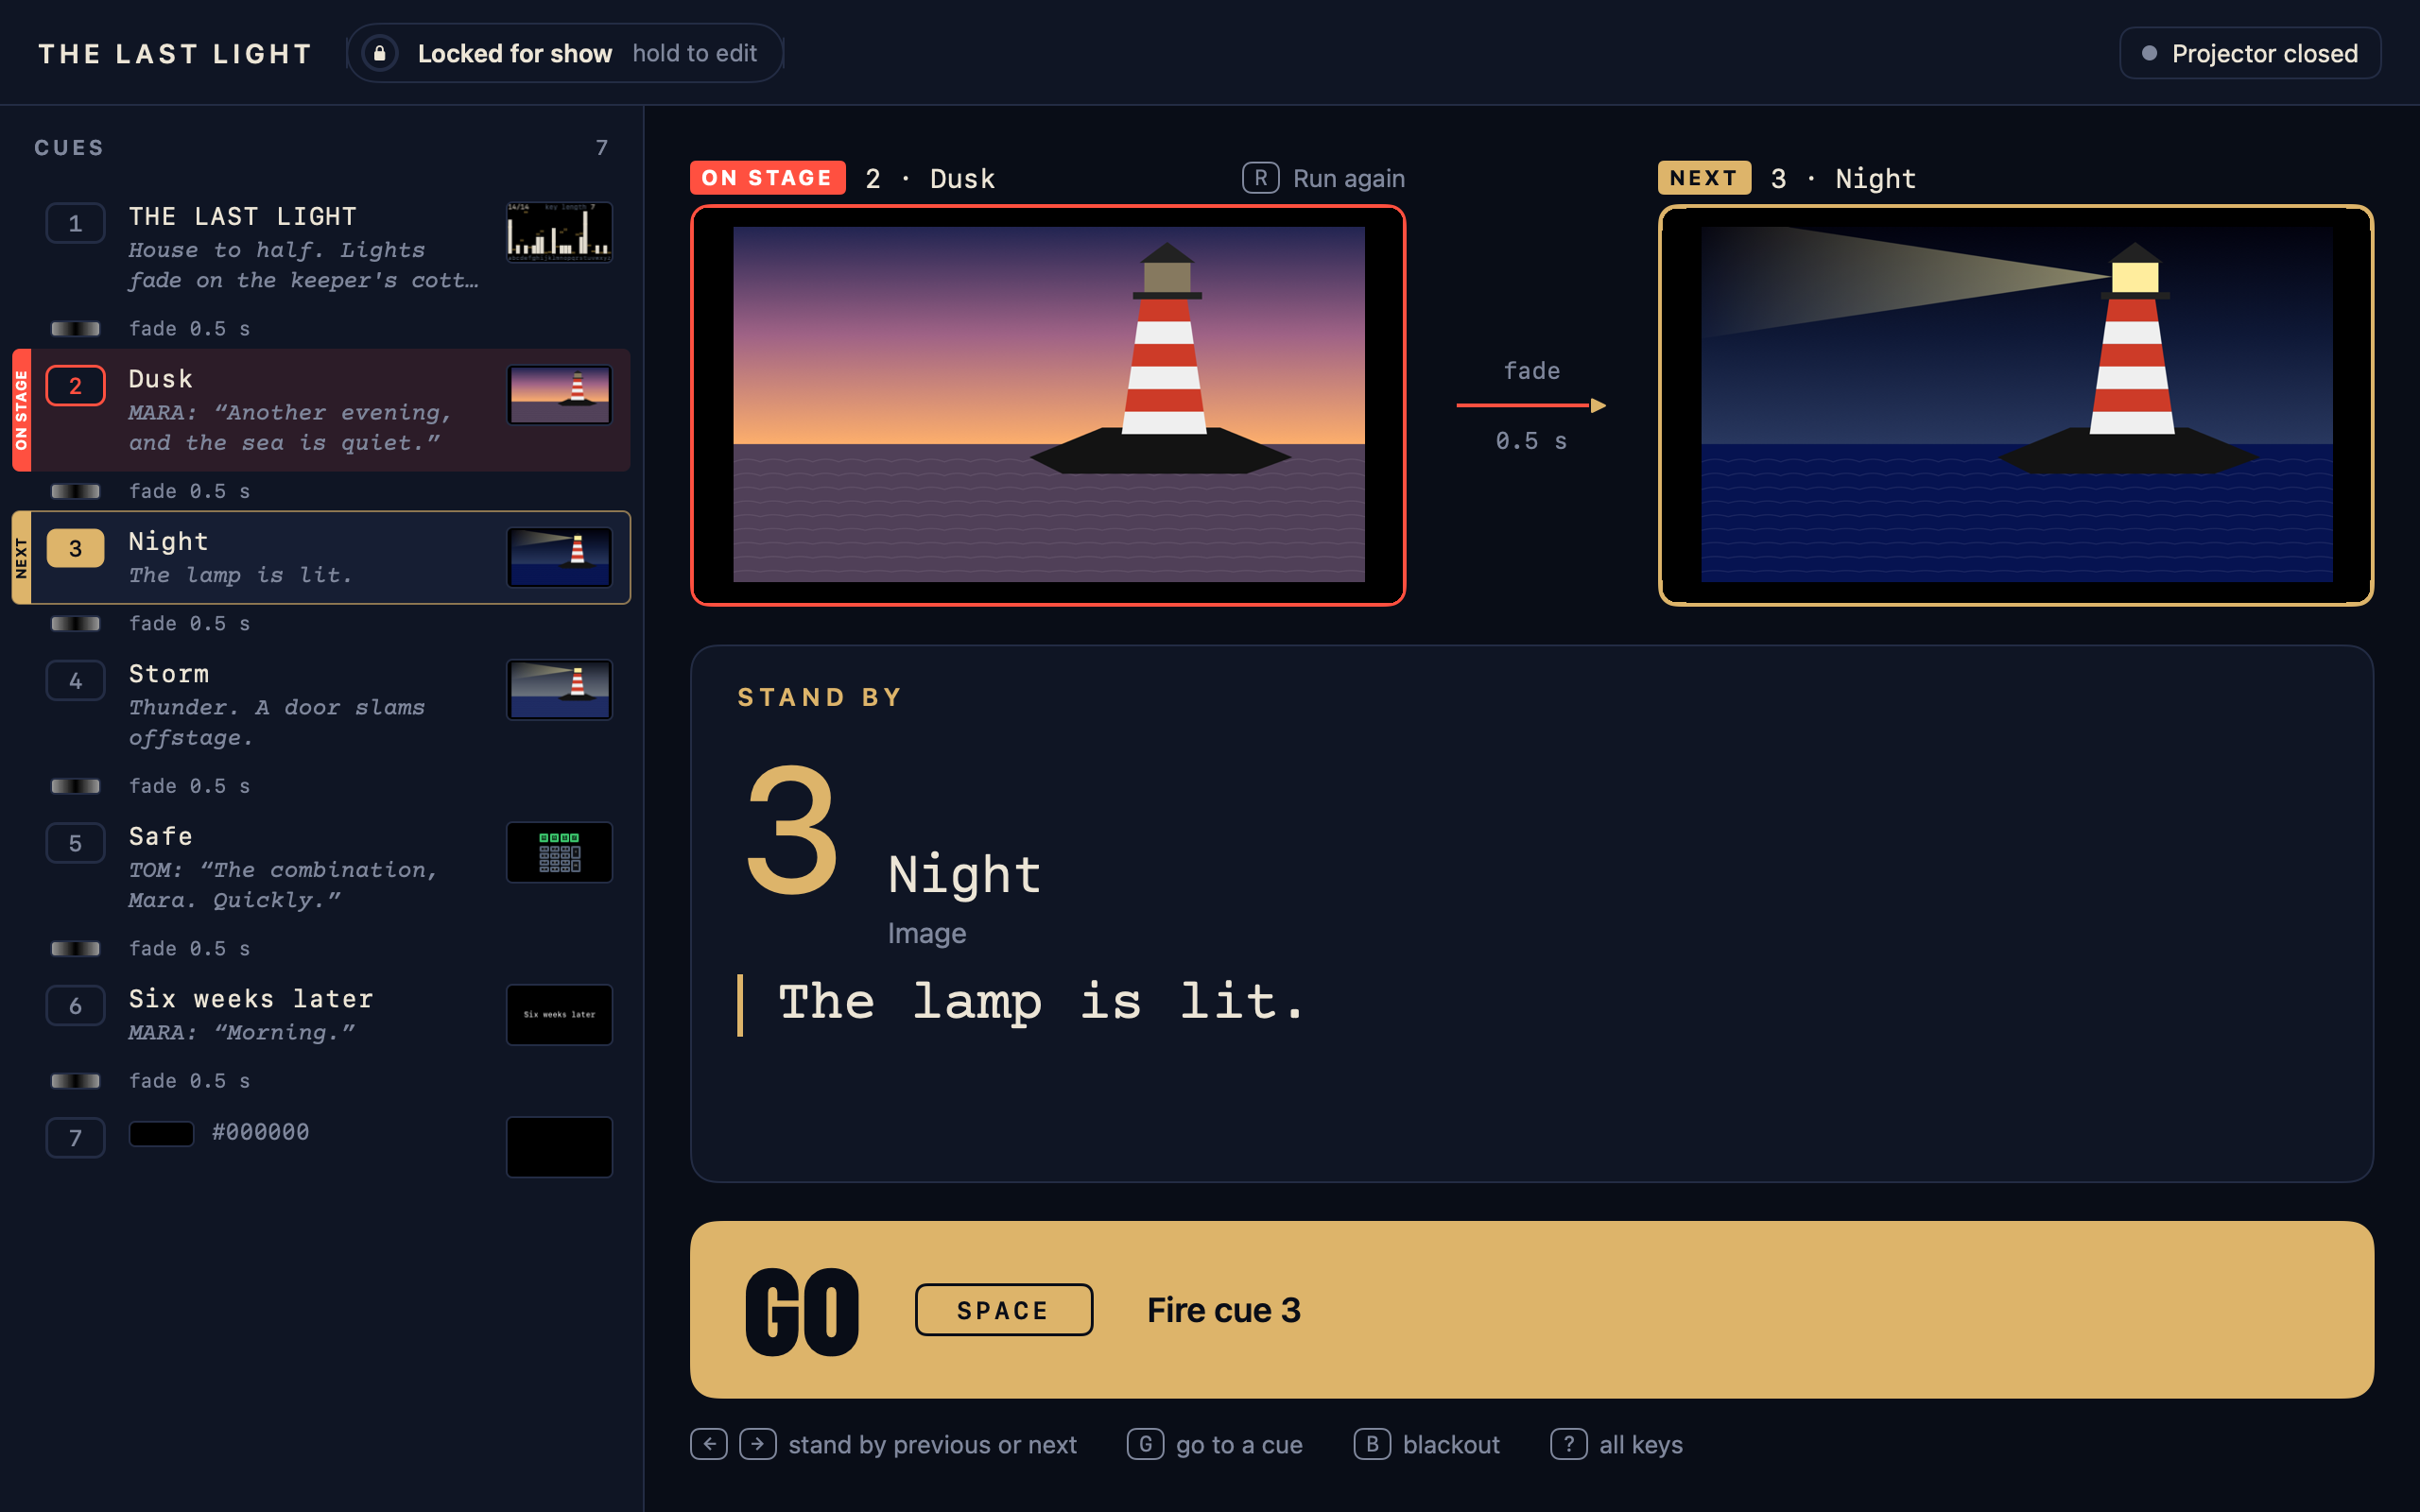 THE LAST LIGHT
Locked for show hold to edit
Projector closed
CUES 7
1 THE LAST LIGHT
House to half. Lights
fade on the keeper's cott…
14/14 key length 7
fade 0.5 s
ON STAGE
2 Dusk
MARA: “Another evening,
and the sea is quiet.”
fade 0.5 s
NEXT
3 Night
The lamp is lit.
fade 0.5 s
4 Storm
Thunder. A door slams
offstage.
fade 0.5 s
5 Safe
TOM: “The combination,
Mara. Quickly.”
fade 0.5 s
6 Six weeks later
MARA: “Morning.”
Six weeks later
fade 0.5 s
7 #000000
ON STAGE 2 · Dusk R Run again
fade
0.5 s
NEXT 3 · Night
STAND BY
3 Night
Image
The lamp is lit.
GO SPACE Fire cue 3
← → stand by previous or next G go to a cue B blackout ? all keys